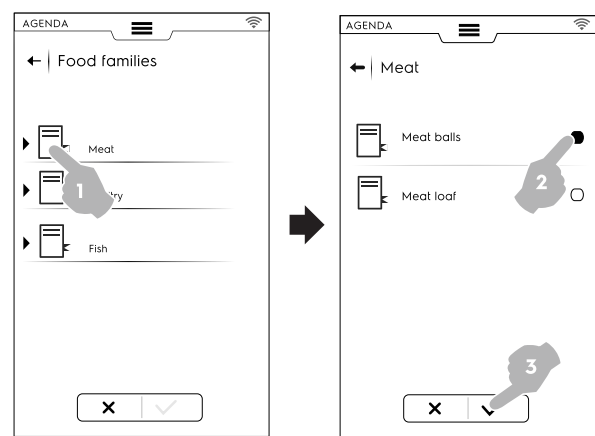 AGENDA
Food families
Meat
Fish
1
AGENDA
Meat
Meat balls
Meat loaf
2
3